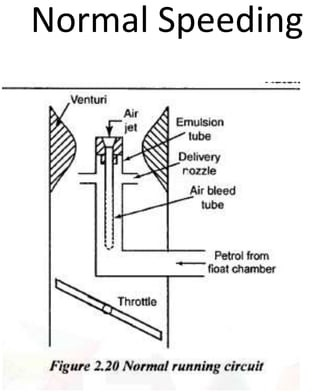 Normal Speeding
Venturi
Air
jet
Emulsion
tube
Delivery
nozzle
Air bleed
tube
Petrol from
float chamber
Throttle
Figure 2.20 Normal running circuit